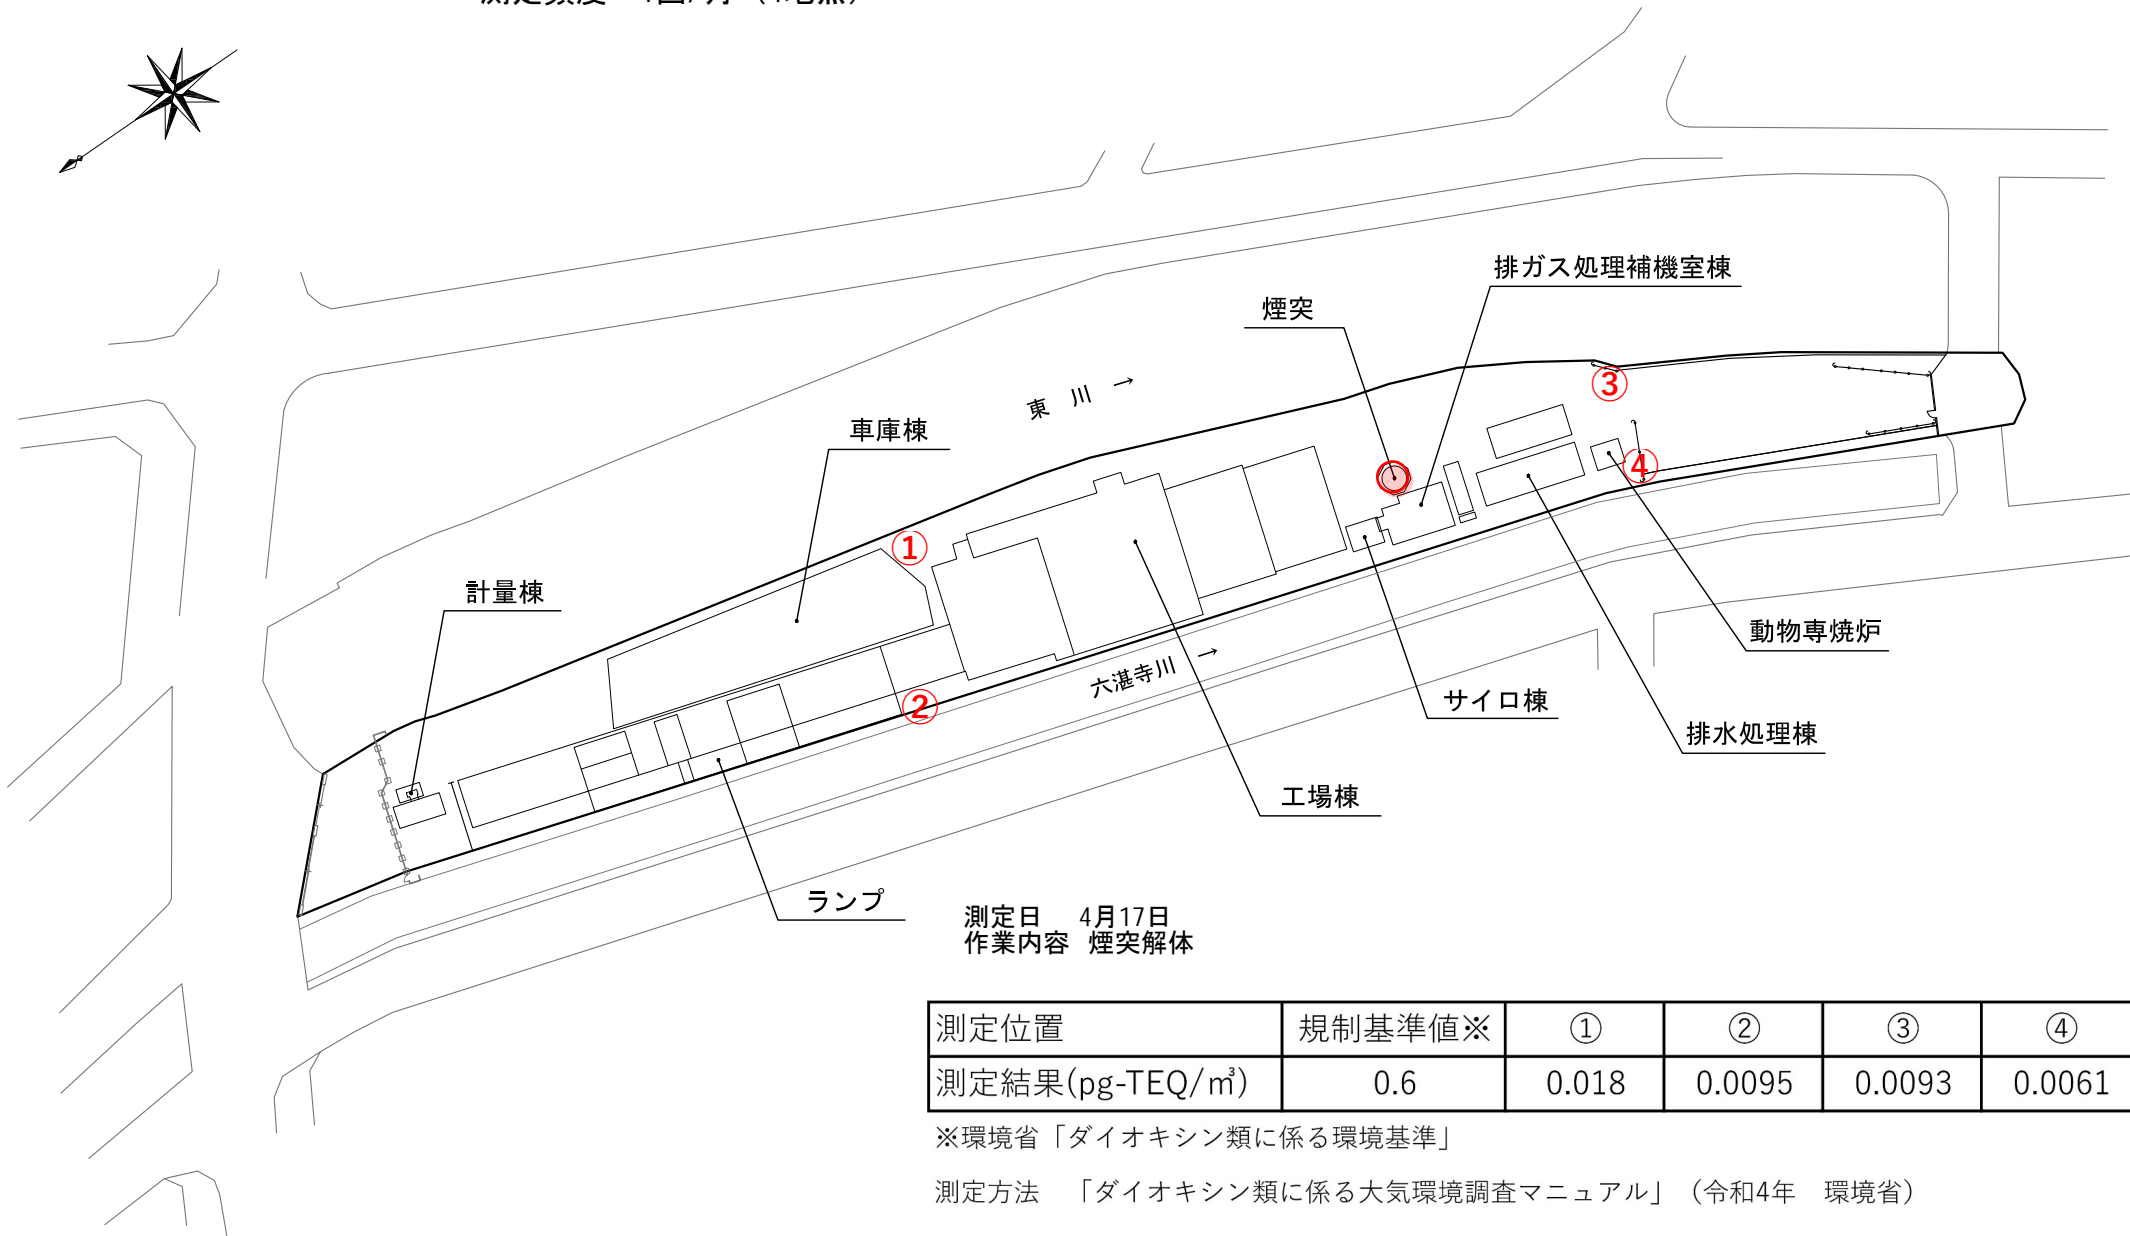 排ガス処理補機室棟
煙突
③
東 川 →
車庫棟
④
①
計量棟
動物専焼炉
六湛寺川 →
サイロ棟
②
排水処理棟
工場棟
ランプ
測定日 4月17日
作業内容 煙突解体
測定位置 規制基準値※ ① ② ③ ④
測定結果(pg-TEQ/㎥) 0.6 0.018 0.0095 0.0093 0.0061
※環境省「ダイオキシン類に係る環境基準」
測定方法 「ダイオキシン類に係る大気環境調査マニュアル」（令和4年 環境省）